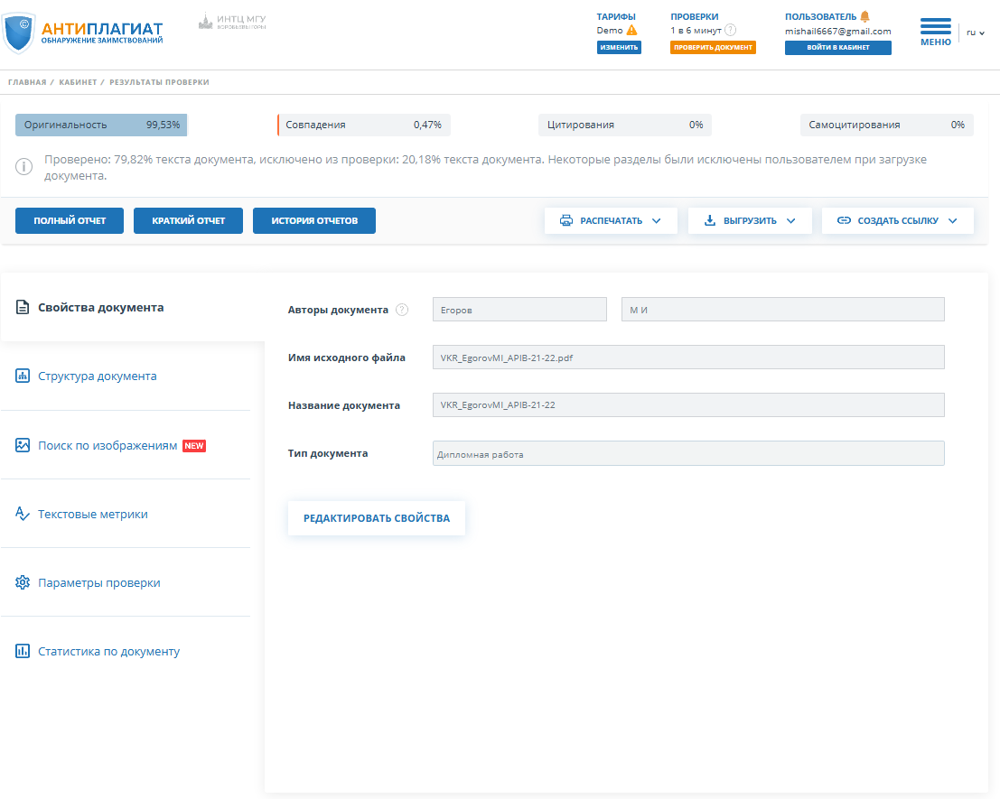 АНТИПЛАГИАТ
ОБНАРУЖЕНИЕ ЗАИМСТВОВАНИЙ
ИНТЦ МГУ
ВОРОБЬЕВЫ ГОРЫ
ТАРИФЫ
Demo
ИЗМЕНИТЬ
ПРОВЕРКИ
1 в 6 минут ?
ПРОВЕРИТЬ ДОКУМЕНТ
ПОЛЬЗОВАТЕЛЬ
mishail6667@gmail.com
ВОЙТИ В КАБИНЕТ
МЕНЮ
ru
ГЛАВНАЯ / КАБИНЕТ / РЕЗУЛЬТАТЫ ПРОВЕРКИ
Оригинальность 99,53%
Совпадения 0,47%
Цитирования 0%
Самоцитирования 0%
Проверено: 79,82% текста документа, исключено из проверки: 20,18% текста документа. Некоторые разделы были исключены пользователем при загрузке
документа.
ПОЛНЫЙ ОТЧЕТ
КРАТКИЙ ОТЧЕТ
ИСТОРИЯ ОТЧЕТОВ
РАСПЕЧАТАТЬ
ВЫГРУЗИТЬ
СОЗДАТЬ ССЫЛКУ
Свойства документа
Структура документа
Поиск по изображениям NEW
Текстовые метрики
Параметры проверки
Статистика по документу
Авторы документа ? Егоров М И
Имя исходного файла VKR_EgorovMI_APIB-21-22.pdf
Название документа VKR_EgorovMI_APIB-21-22
Тип документа Дипломная работа
РЕДАКТИРОВАТЬ СВОЙСТВА